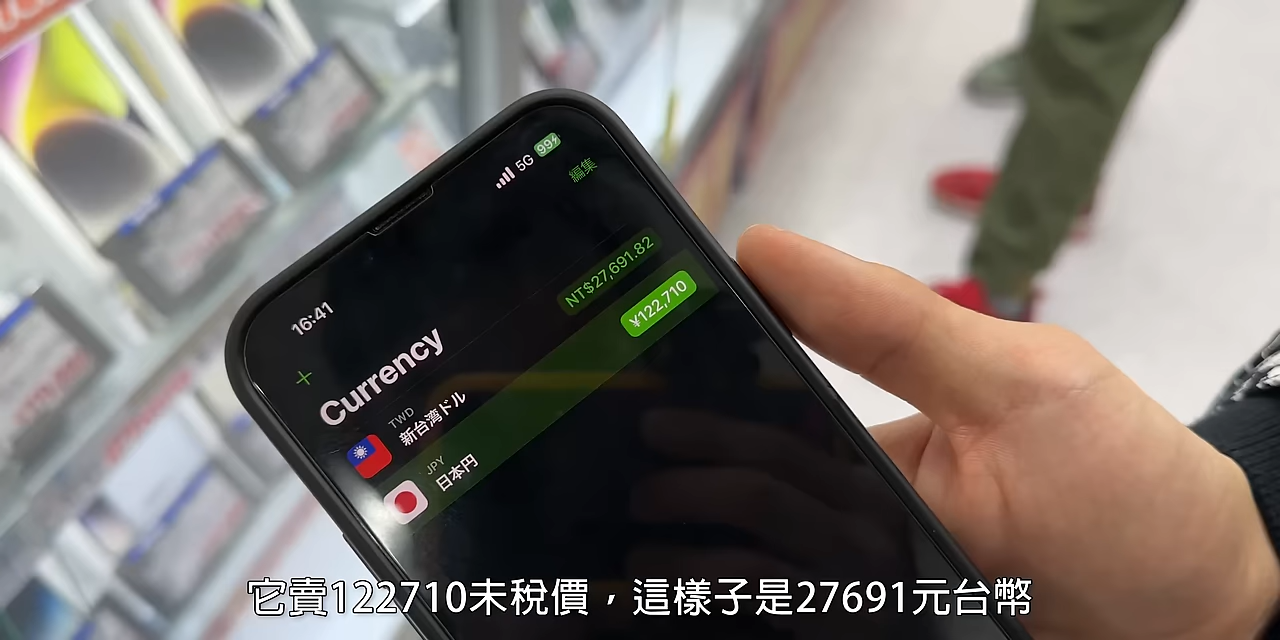 16:41
5G
99
編集
+
Currency
TWD
新台湾ドル
NT$27,691.82
JPY
日本円
¥122,710
它賣122710未稅價，這樣子是27691元台幣